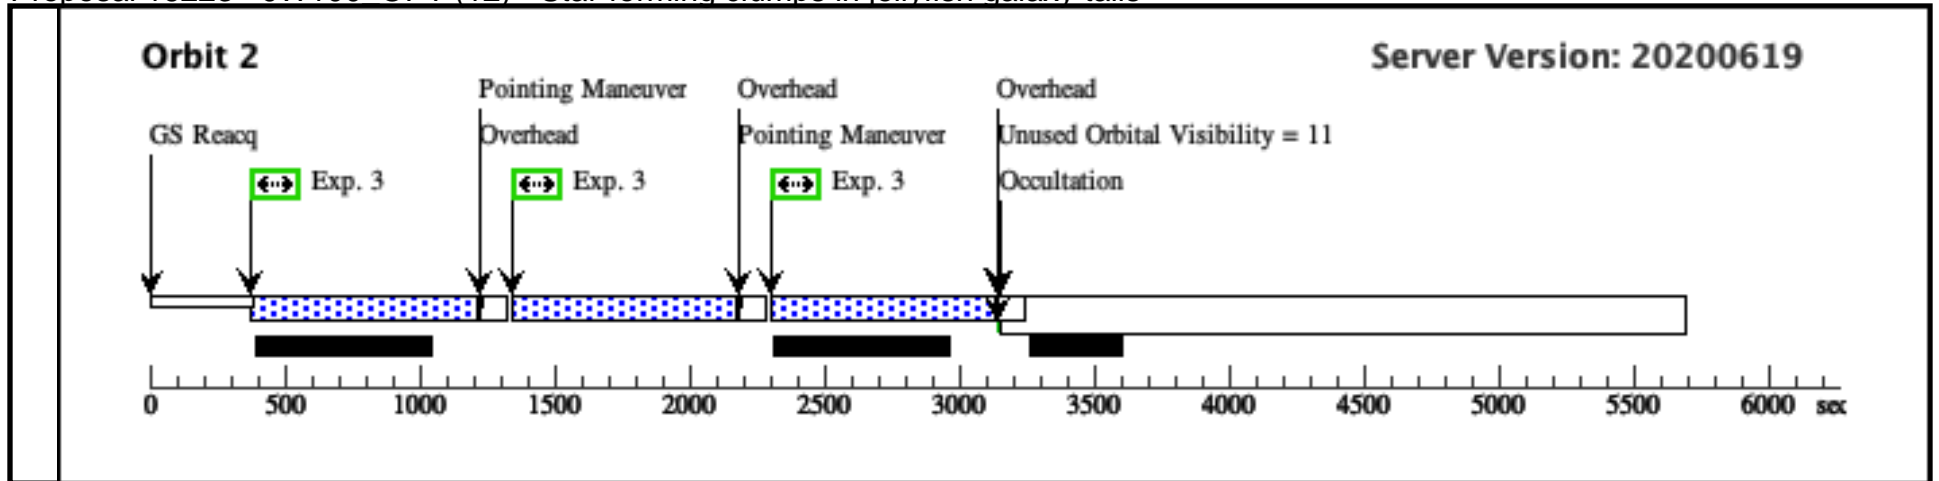 Orbit 2
Server Version: 20200619
Pointing Maneuver
Overhead
Overhead
GS Reacq
Overhead
Pointing Maneuver
Unused Orbital Visibility = 11
Exp. 3
Exp. 3
Exp. 3
Occultation
0 500 1000 1500 2000 2500 3000 3500 4000 4500 5000 5500 6000 sec